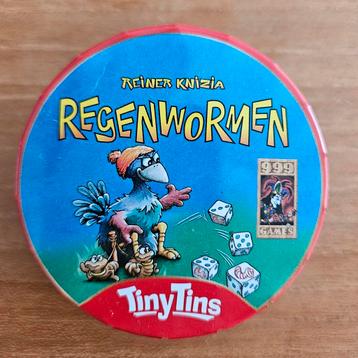 REINER KNIZIA
REGENWORMEN
999
GAMES
TinyTins